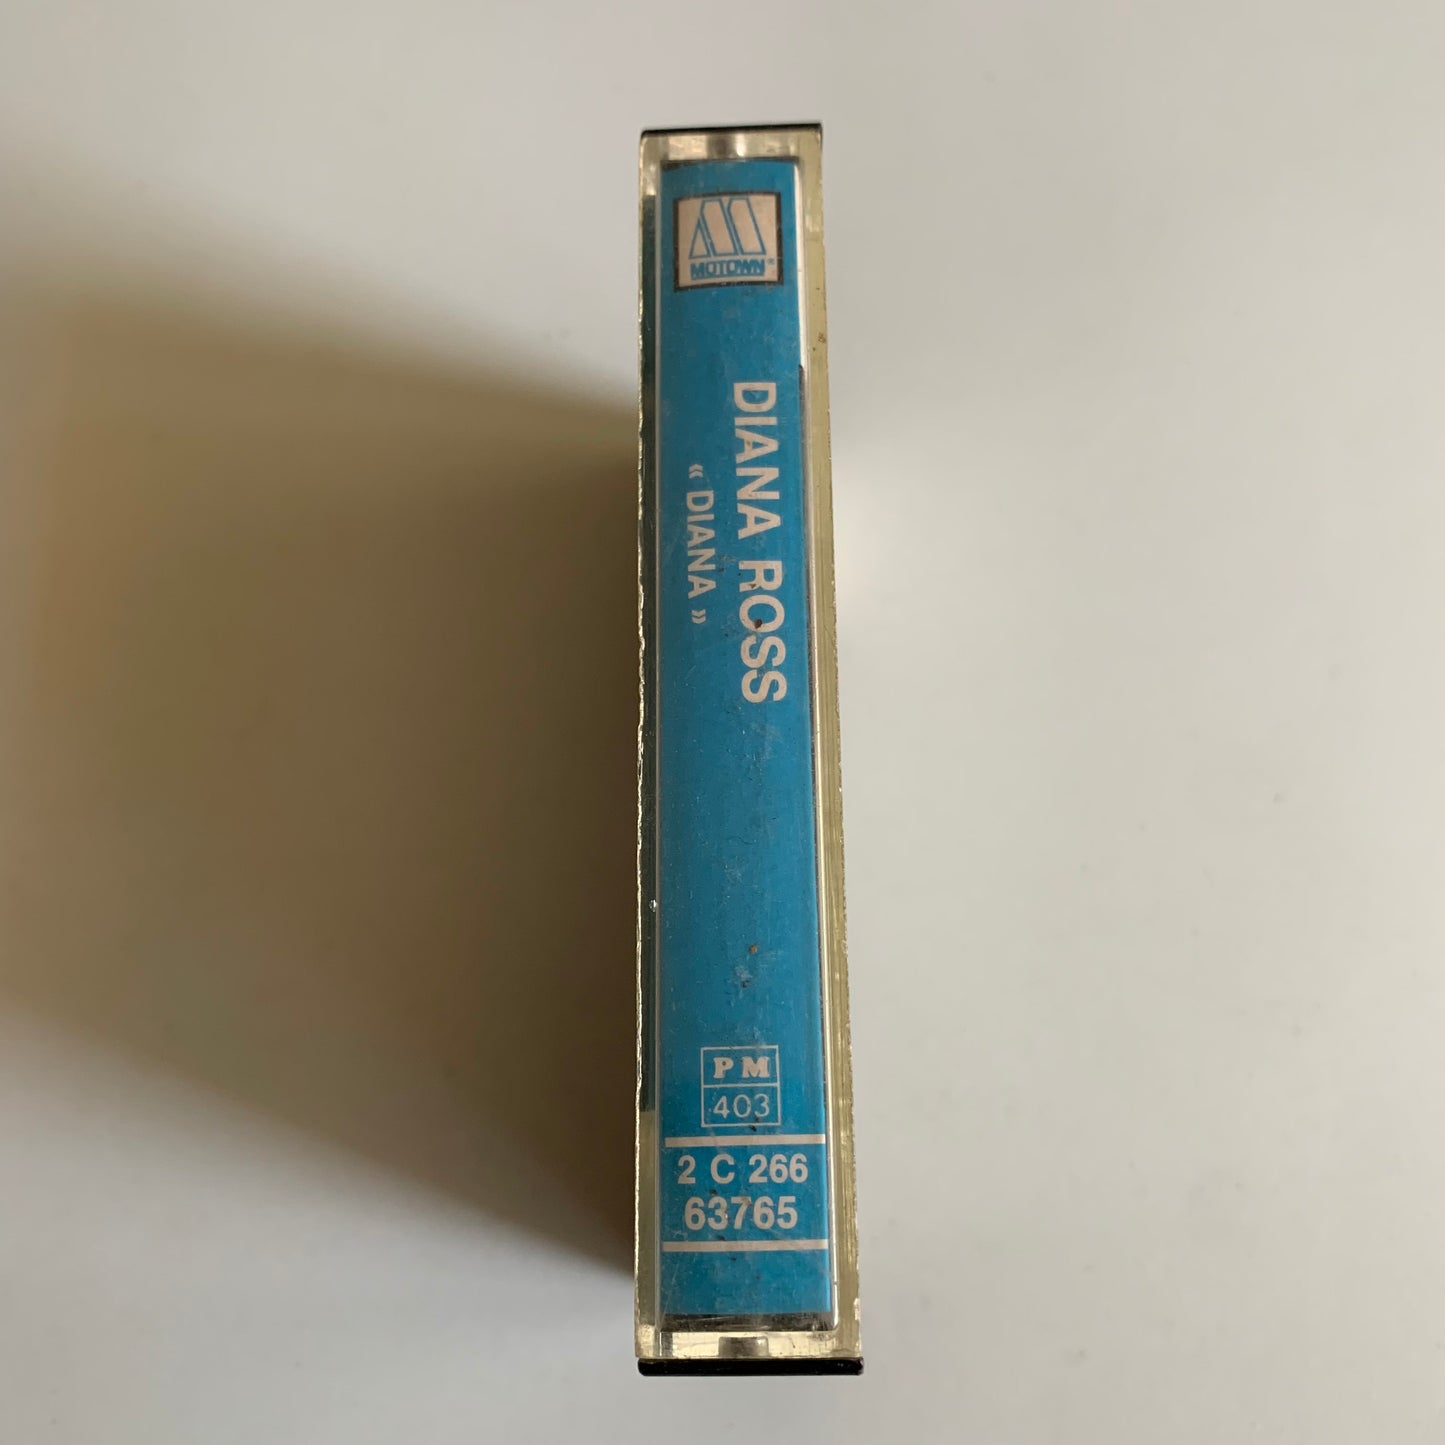 MOTOWN®
DIANA ROSS
« DIANA »
PM
403
2 C 266
63765